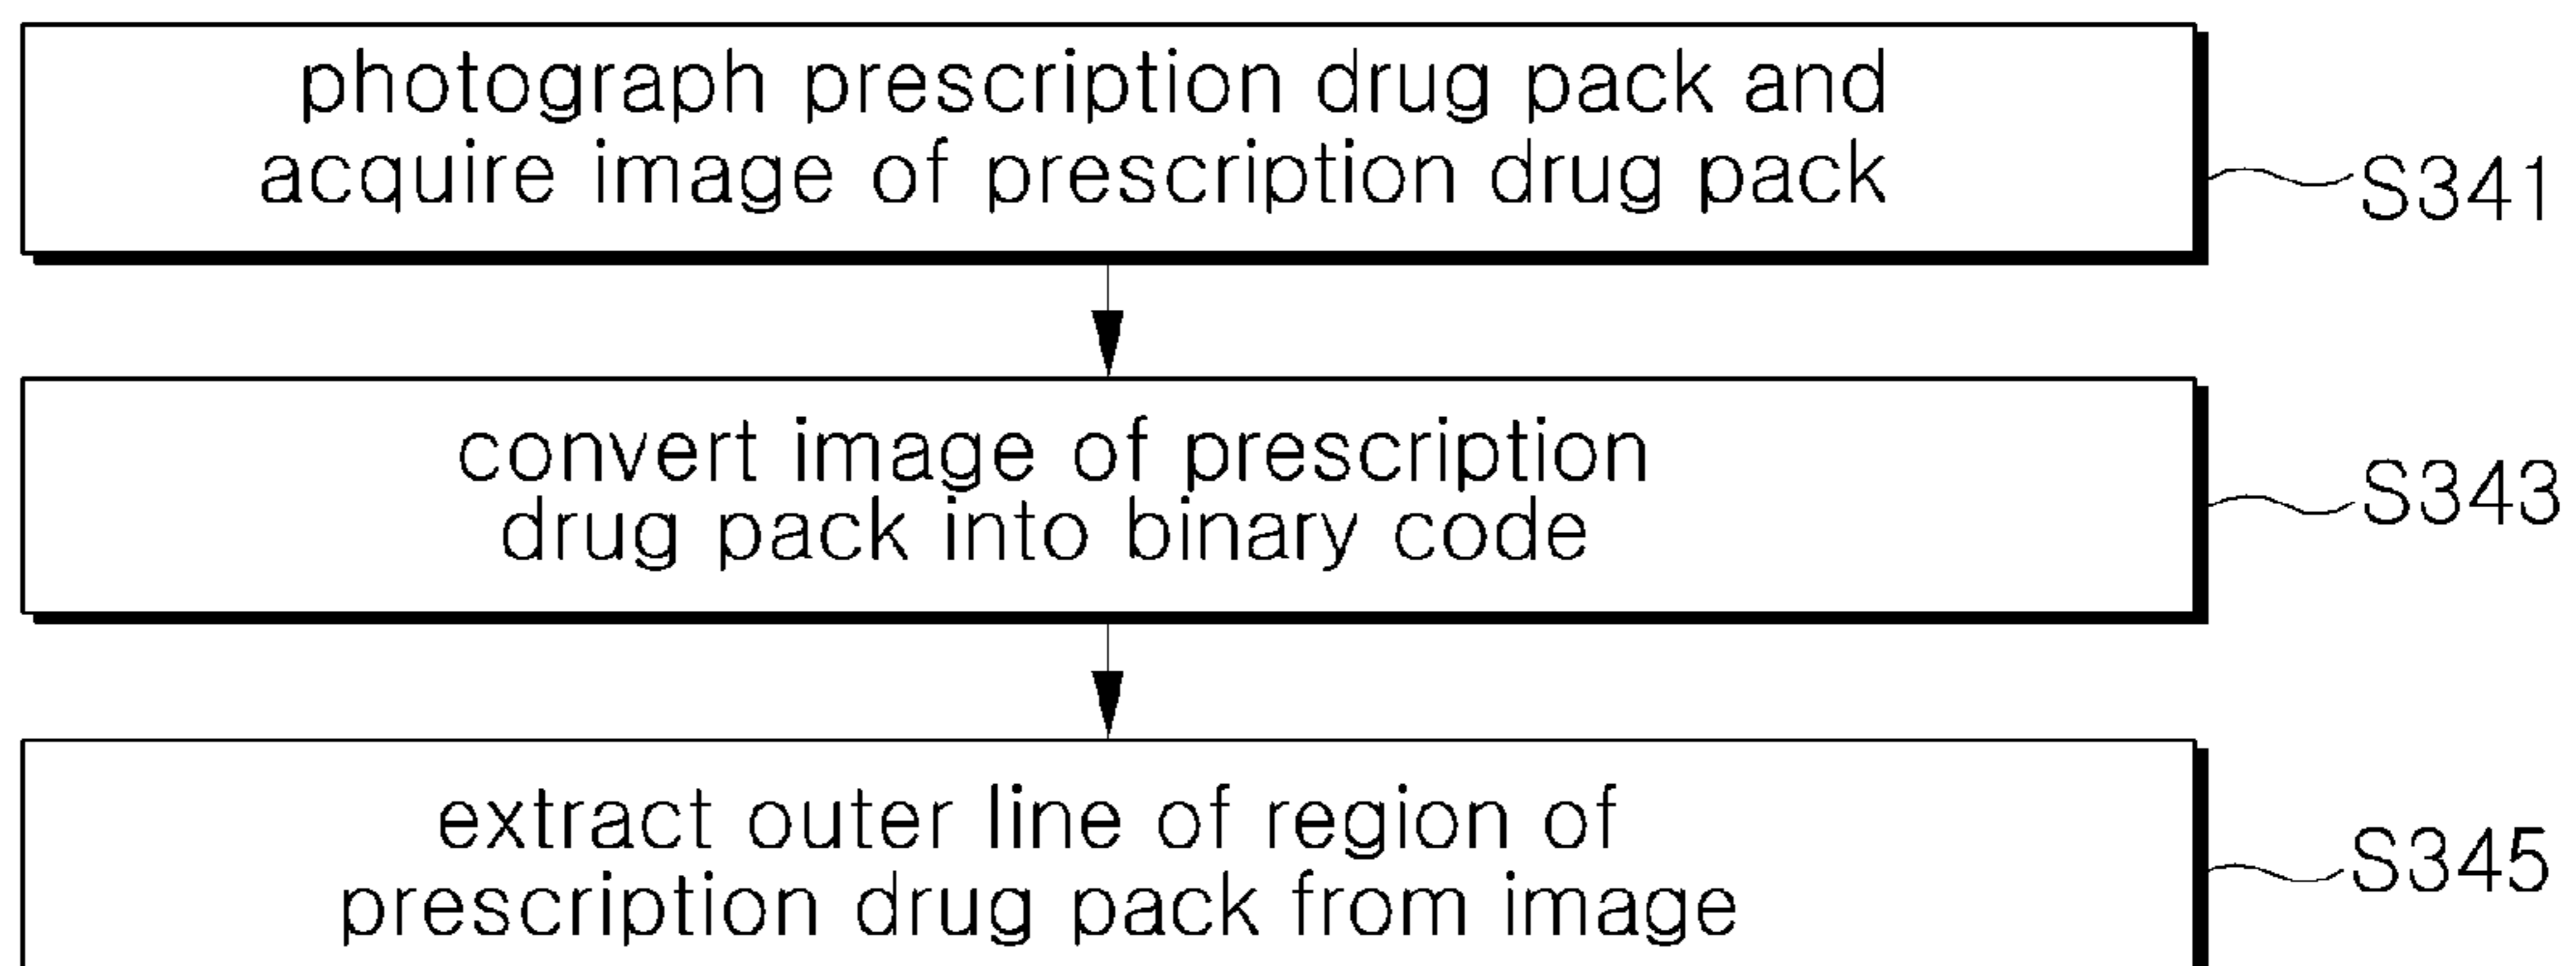 photograph prescription drug pack and
acquire image of prescription drug pack
S341
convert image of prescription
drug pack into binary code
S343
extract outer line of region of
prescription drug pack from image
S345